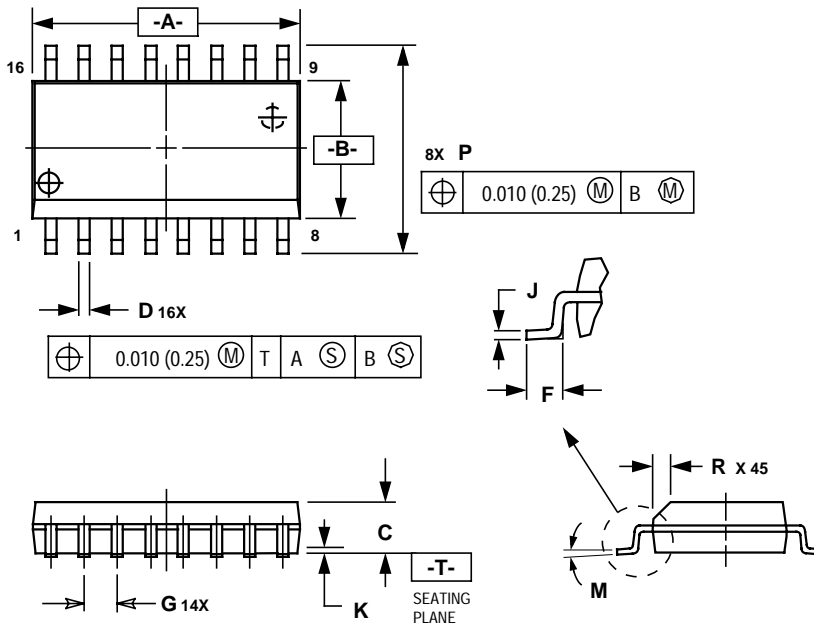 -A-
16
9
-B-
8X P
0.010 (0.25) Ⓜ B Ⓜ
1
8
J
D 16X
0.010 (0.25) Ⓜ T A Ⓢ B Ⓢ
F
R X 45
C
-T-
G 14X
K
SEATING
PLANE
M